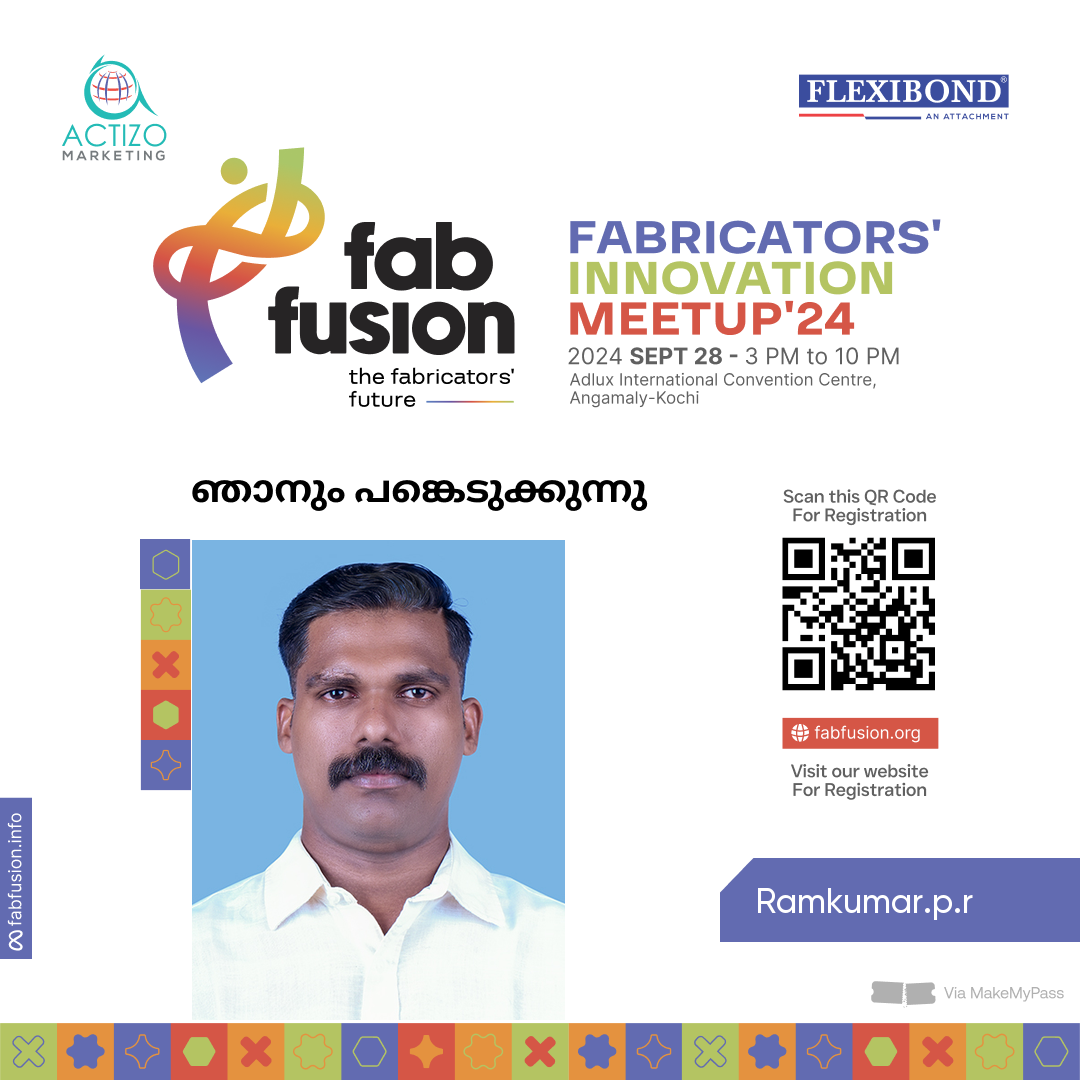 ACTIZO
MARKETING
FLEXIBOND®
AN ATTACHMENT
fab
fusion
the fabricators'
future
FABRICATORS'
INNOVATION
MEETUP'24
2024 SEPT 28 - 3 PM to 10 PM
Adlux International Convention Centre,
Angamaly-Kochi
ഞാനും പങ്കെടുക്കുന്നു
Scan this QR Code
For Registration
fabfusion.org
Visit our website
For Registration
fabfusion.info
Ramkumar.p.r
Via MakeMyPass